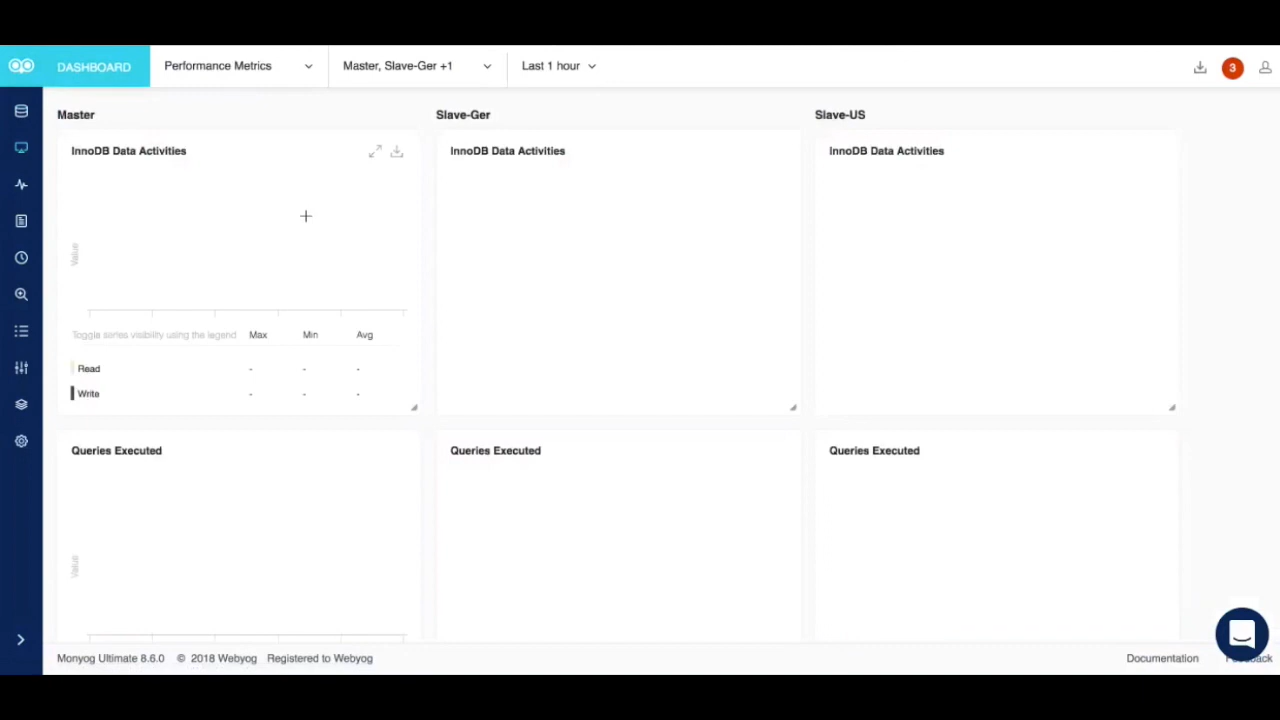 DASHBOARD
Performance Metrics
Master, Slave-Ger +1
Last 1 hour
3
Master
Slave-Ger
Slave-US
InnoDB Data Activities
InnoDB Data Activities
InnoDB Data Activities
Value
Toggle series visibility using the legend Max Min Avg
Read - - -
Write - - -
Queries Executed
Queries Executed
Queries Executed
Value
Monyog Ultimate 8.6.0 © 2018 Webyog Registered to Webyog
Documentation